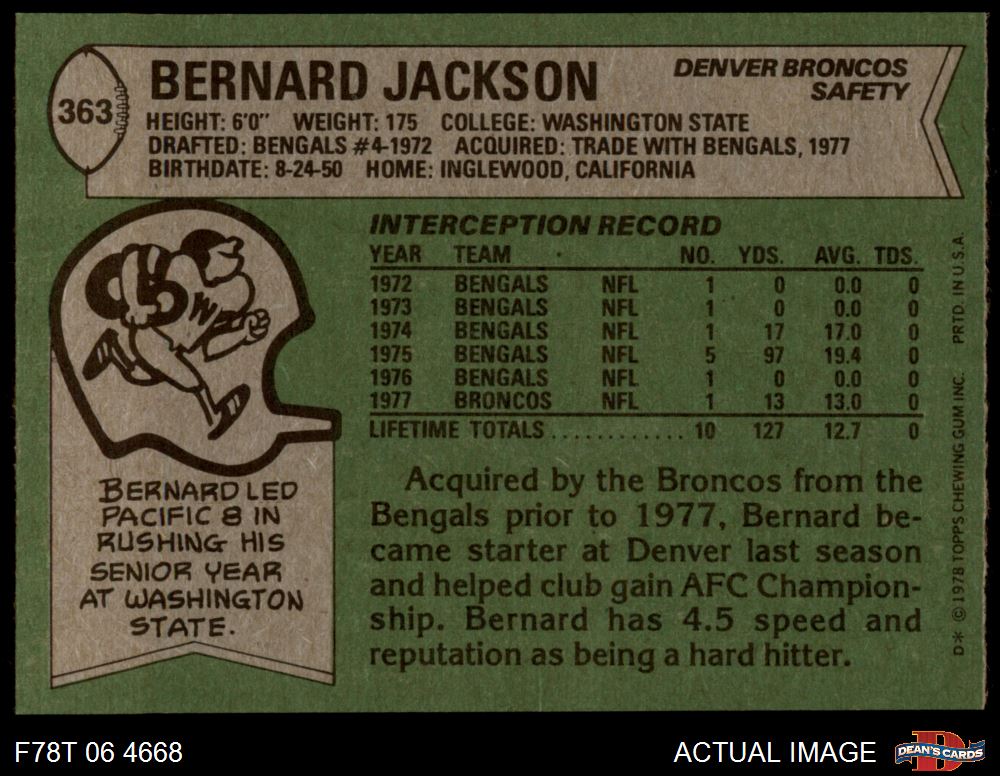 363
BERNARD JACKSON
DENVER BRONCOS
SAFETY
HEIGHT: 6'0" WEIGHT: 175 COLLEGE: WASHINGTON STATE
DRAFTED: BENGALS #4-1972 ACQUIRED: TRADE WITH BENGALS, 1977
BIRTHDATE: 8-24-50 HOME: INGLEWOOD, CALIFORNIA
INTERCEPTION RECORD
YEAR TEAM NO. YDS. AVG. TDS.
1972 BENGALS NFL 1 0 0.0 0
1973 BENGALS NFL 1 0 0.0 0
1974 BENGALS NFL 1 17 17.0 0
1975 BENGALS NFL 5 97 19.4 0
1976 BENGALS NFL 1 0 0.0 0
1977 BRONCOS NFL 1 13 13.0 0
LIFETIME TOTALS ............ 10 127 12.7 0
W
BERNARD LED
PACIFIC 8 IN
RUSHING HIS
SENIOR YEAR
AT WASHINGTON
STATE.
Acquired by the Broncos from the
Bengals prior to 1977, Bernard be-
came starter at Denver last season
and helped club gain AFC Champion-
ship. Bernard has 4.5 speed and
reputation as being a hard hitter.
D* © 1978 TOPPS CHEWING GUM INC. PRTD. IN U.S.A.
F78T 06 4668
ACTUAL IMAGE
D
DEAN'S CARDS